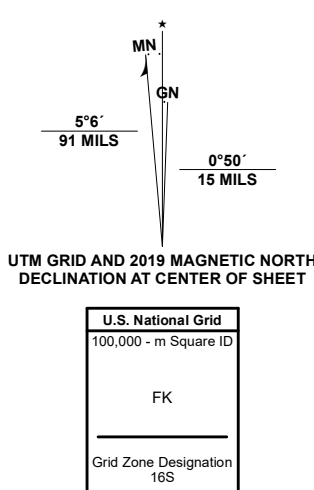 ★
MN
GN
5°6´
91 MILS
0°50´
15 MILS
UTM GRID AND 2019 MAGNETIC NORTH
DECLINATION AT CENTER OF SHEET
U.S. National Grid
100,000 - m Square ID
FK
Grid Zone Designation
16S